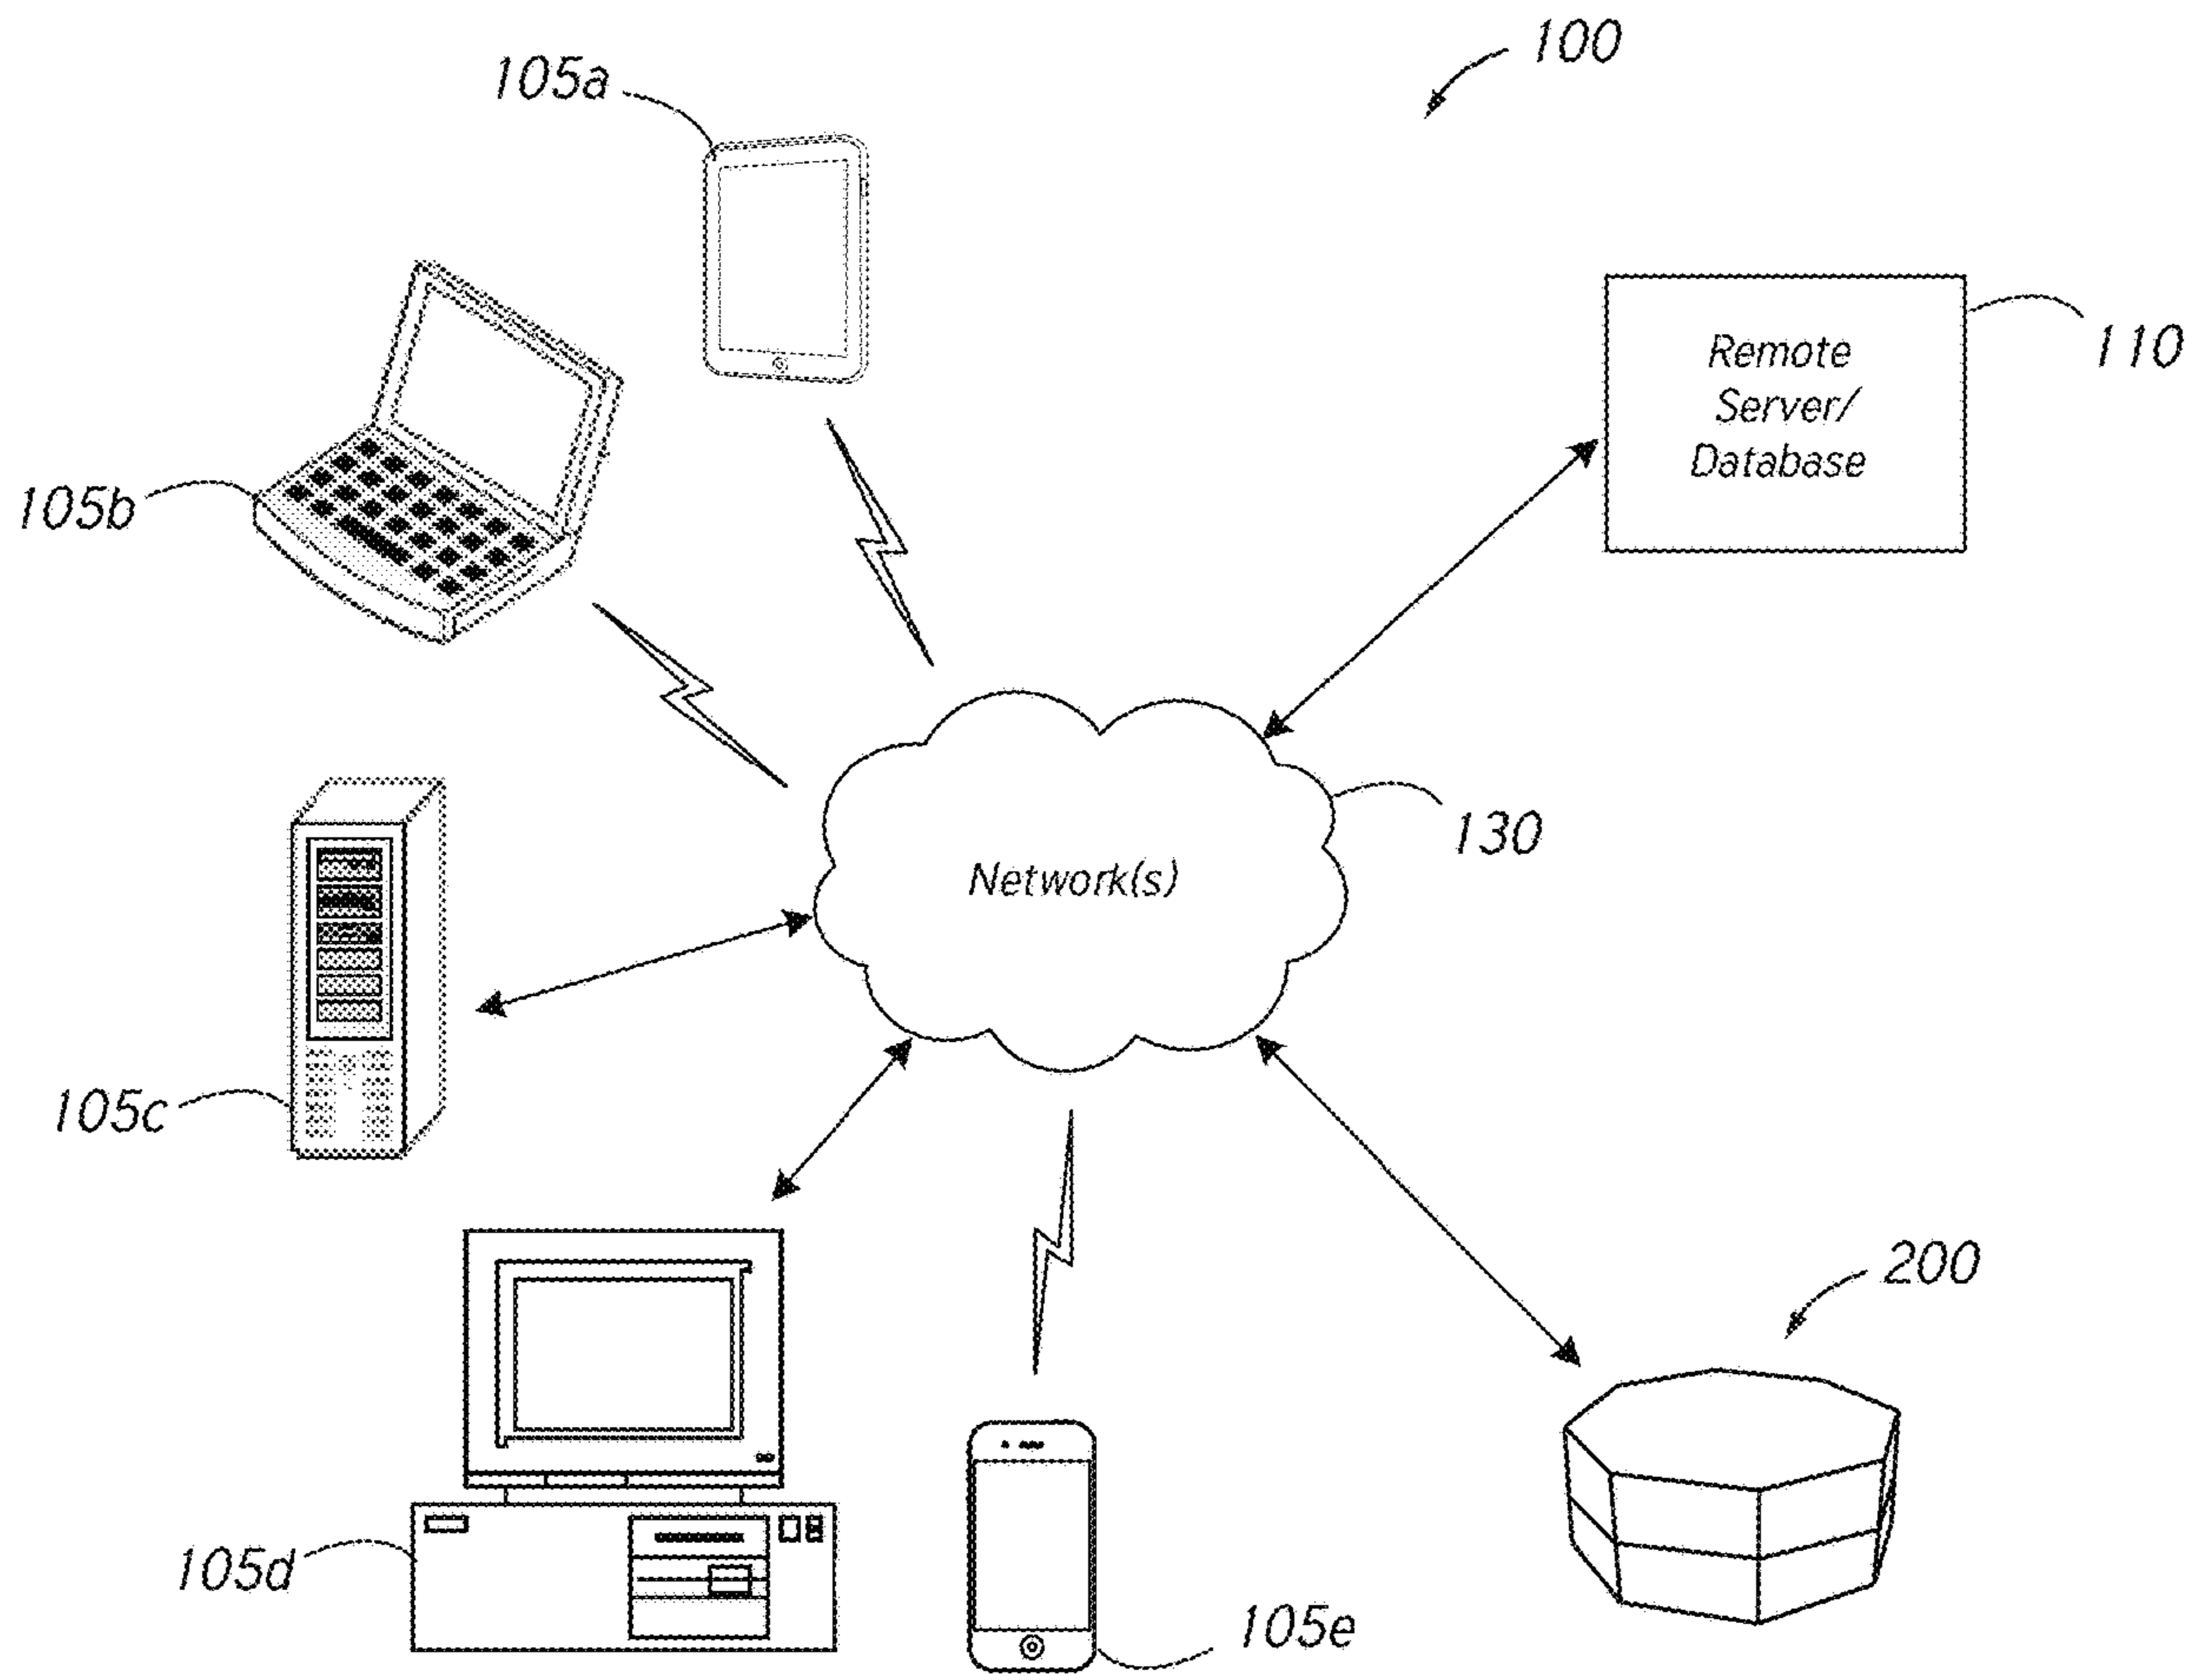 100
105a
Remote
Server/
Database
110
105b
130
Network(s)
105c
200
105d
105e